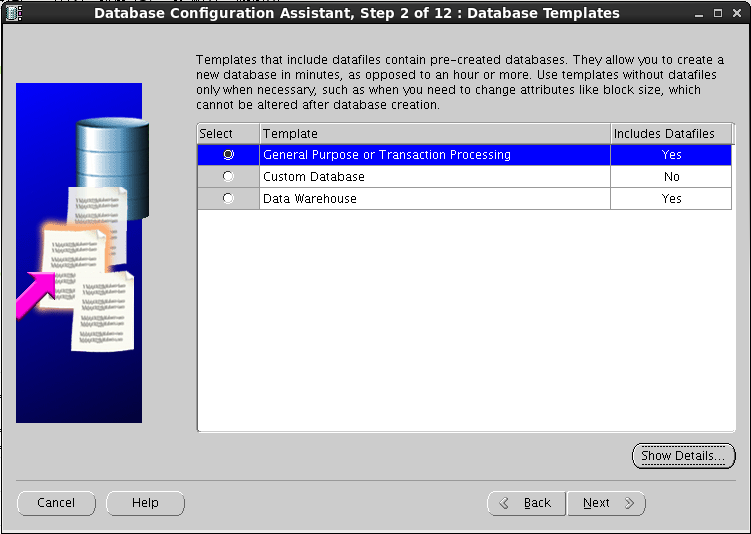 Database Configuration Assistant, Step 2 of 12 : Database Templates
Templates that include datafiles contain pre-created databases. They allow you to create a
new database in minutes, as opposed to an hour or more. Use templates without datafiles
only when necessary, such as when you need to change attributes like block size, which
cannot be altered after database creation.
Select Template Includes Datafiles
General Purpose or Transaction Processing Yes
Custom Database No
Data Warehouse Yes
Show Details...
Cancel Help Back Next